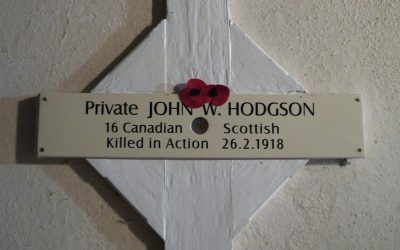 Private JOHN W. HODGSON
16 Canadian Scottish
Killed in Action 26.2.1918